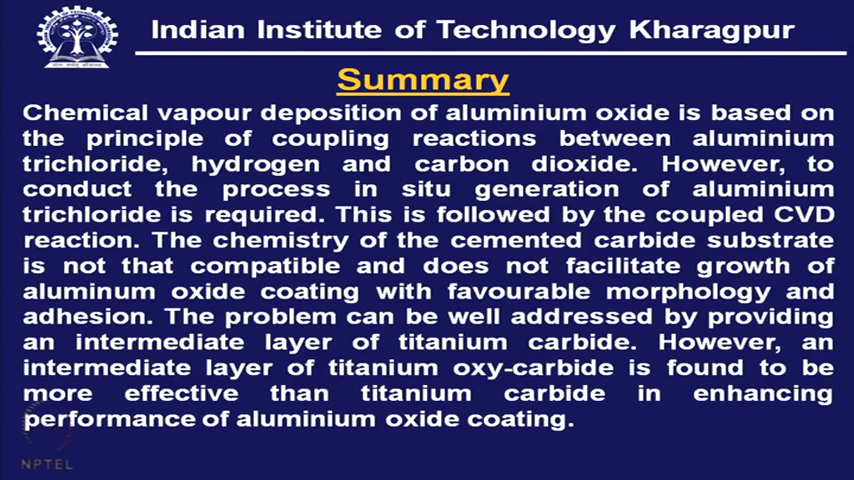 Indian Institute of Technology Kharagpur
Summary
Chemical vapour deposition of aluminium oxide is based on
the principle of coupling reactions between aluminium
trichloride, hydrogen and carbon dioxide. However, to
conduct the process in situ generation of aluminium
trichloride is required. This is followed by the coupled CVD
reaction. The chemistry of the cemented carbide substrate
is not that compatible and does not facilitate growth of
aluminum oxide coating with favourable morphology and
adhesion. The problem can be well addressed by providing
an intermediate layer of titanium carbide. However, an
intermediate layer of titanium oxy-carbide is found to be
more effective than titanium carbide in enhancing
performance of aluminium oxide coating.
NPTEL